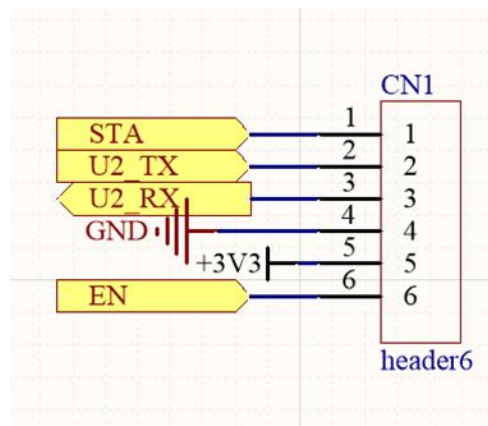 CN1
STA 1 1
U2_TX 2 2
U2_RX 3 3
GND 4 4
+3V3 5 5
EN 6 6
header6